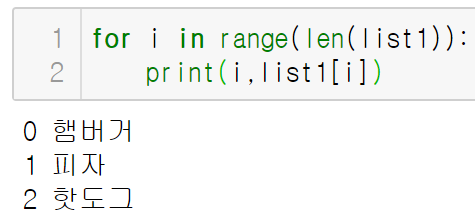 1 for i in range(len(list1)):
2     print(i,list1[i])
0 햄버거
1 피자
2 핫도그